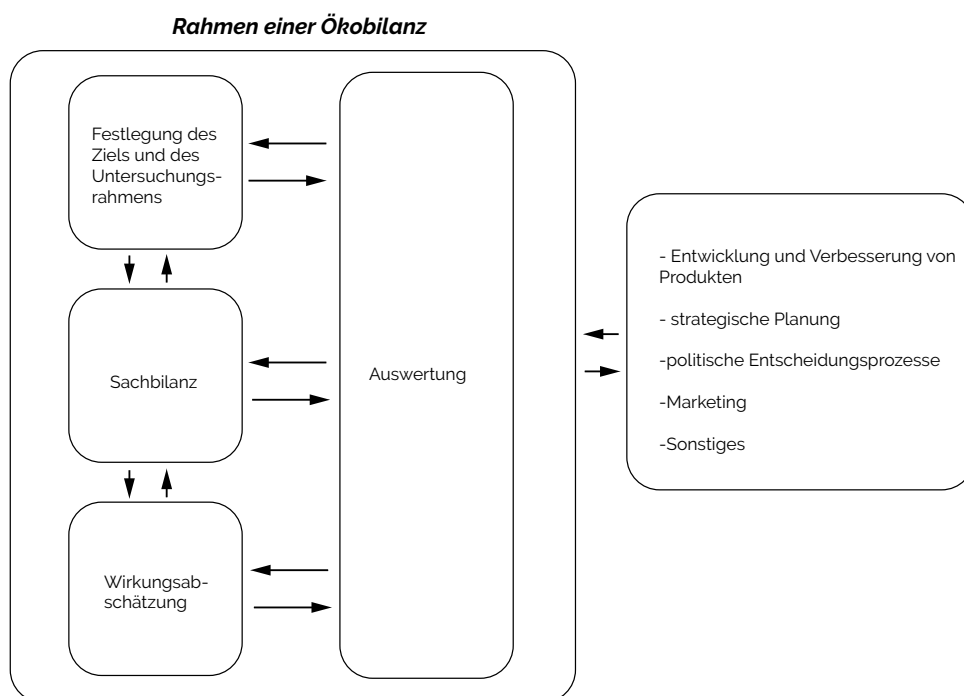 Rahmen einer Ökobilanz
Festlegung des
Ziels und des
Untersuchungs-
rahmens
Sachbilanz
Wirkungsab-
schätzung
Auswertung
- Entwicklung und Verbesserung von
Produkten
- strategische Planung
-politische Entscheidungsprozesse
-Marketing
-Sonstiges